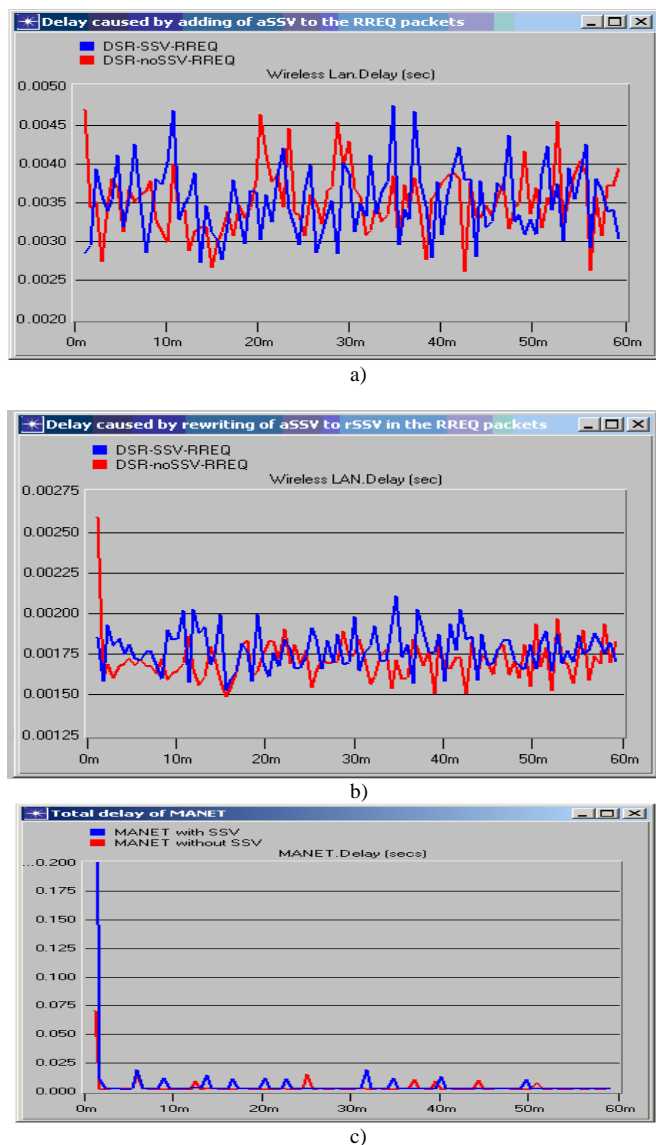 Delay caused by adding of aSSV to the RREQ packets
DSR-SSV-RREQ
DSR-noSSV-RREQ
Wireless Lan.Delay (sec)
0.0050
0.0045
0.0040
0.0035
0.0030
0.0025
0.0020
0m 10m 20m 30m 40m 50m 60m
a)
Delay caused by rewriting of aSSV to rSSV in the RREQ packets
DSR-SSV-RREQ
DSR-noSSV-RREQ
Wireless LAN.Delay (sec)
0.00275
0.00250
0.00225
0.00200
0.00175
0.00150
0.00125
0m 10m 20m 30m 40m 50m 60m
b)
Total delay of MANET
MANET with SSV
MANET without SSV
MANET.Delay (secs)
...0.200
0.175
0.150
0.125
0.100
0.075
0.050
0.025
0.000
0m 10m 20m 30m 40m 50m 60m
c)